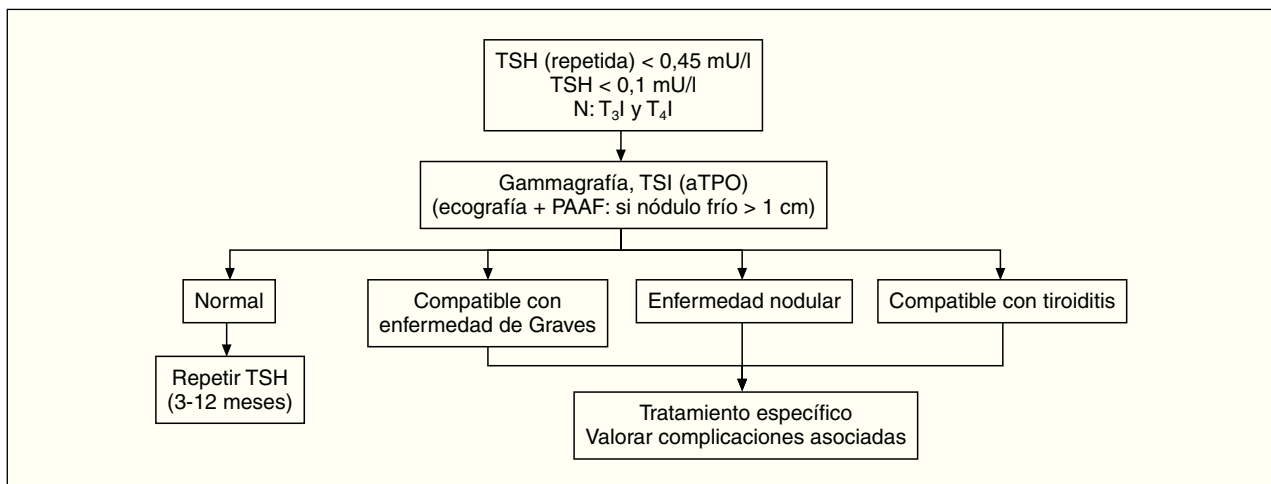 TSH (repetida) < 0,45 mU/l
TSH < 0,1 mU/l
N: T₃I y T₄I
Gammagrafía, TSI (aTPO)
(ecografía + PAAF: si nódulo frío > 1 cm)
Normal
Compatible con
enfermedad de Graves
Enfermedad nodular
Compatible con tiroiditis
Repetir TSH
(3-12 meses)
Tratamiento específico
Valorar complicaciones asociadas